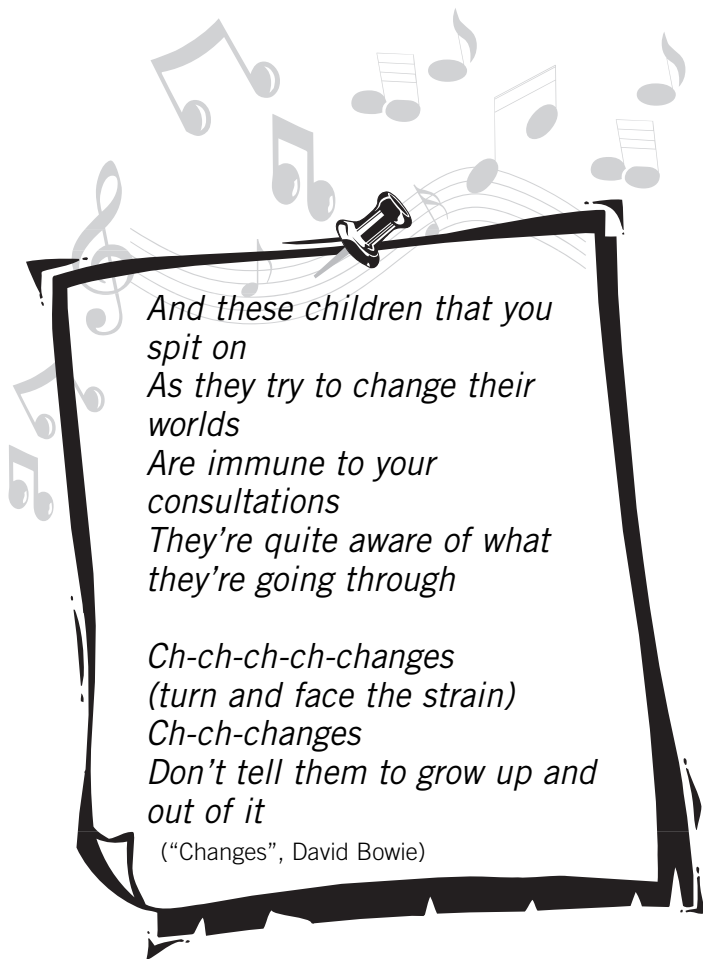 And these children that you
spit on
As they try to change their
worlds
Are immune to your
consultations
They're quite aware of what
they're going through
Ch-ch-ch-ch-changes
(turn and face the strain)
Ch-ch-changes
Don't tell them to grow up and
out of it
("Changes", David Bowie)